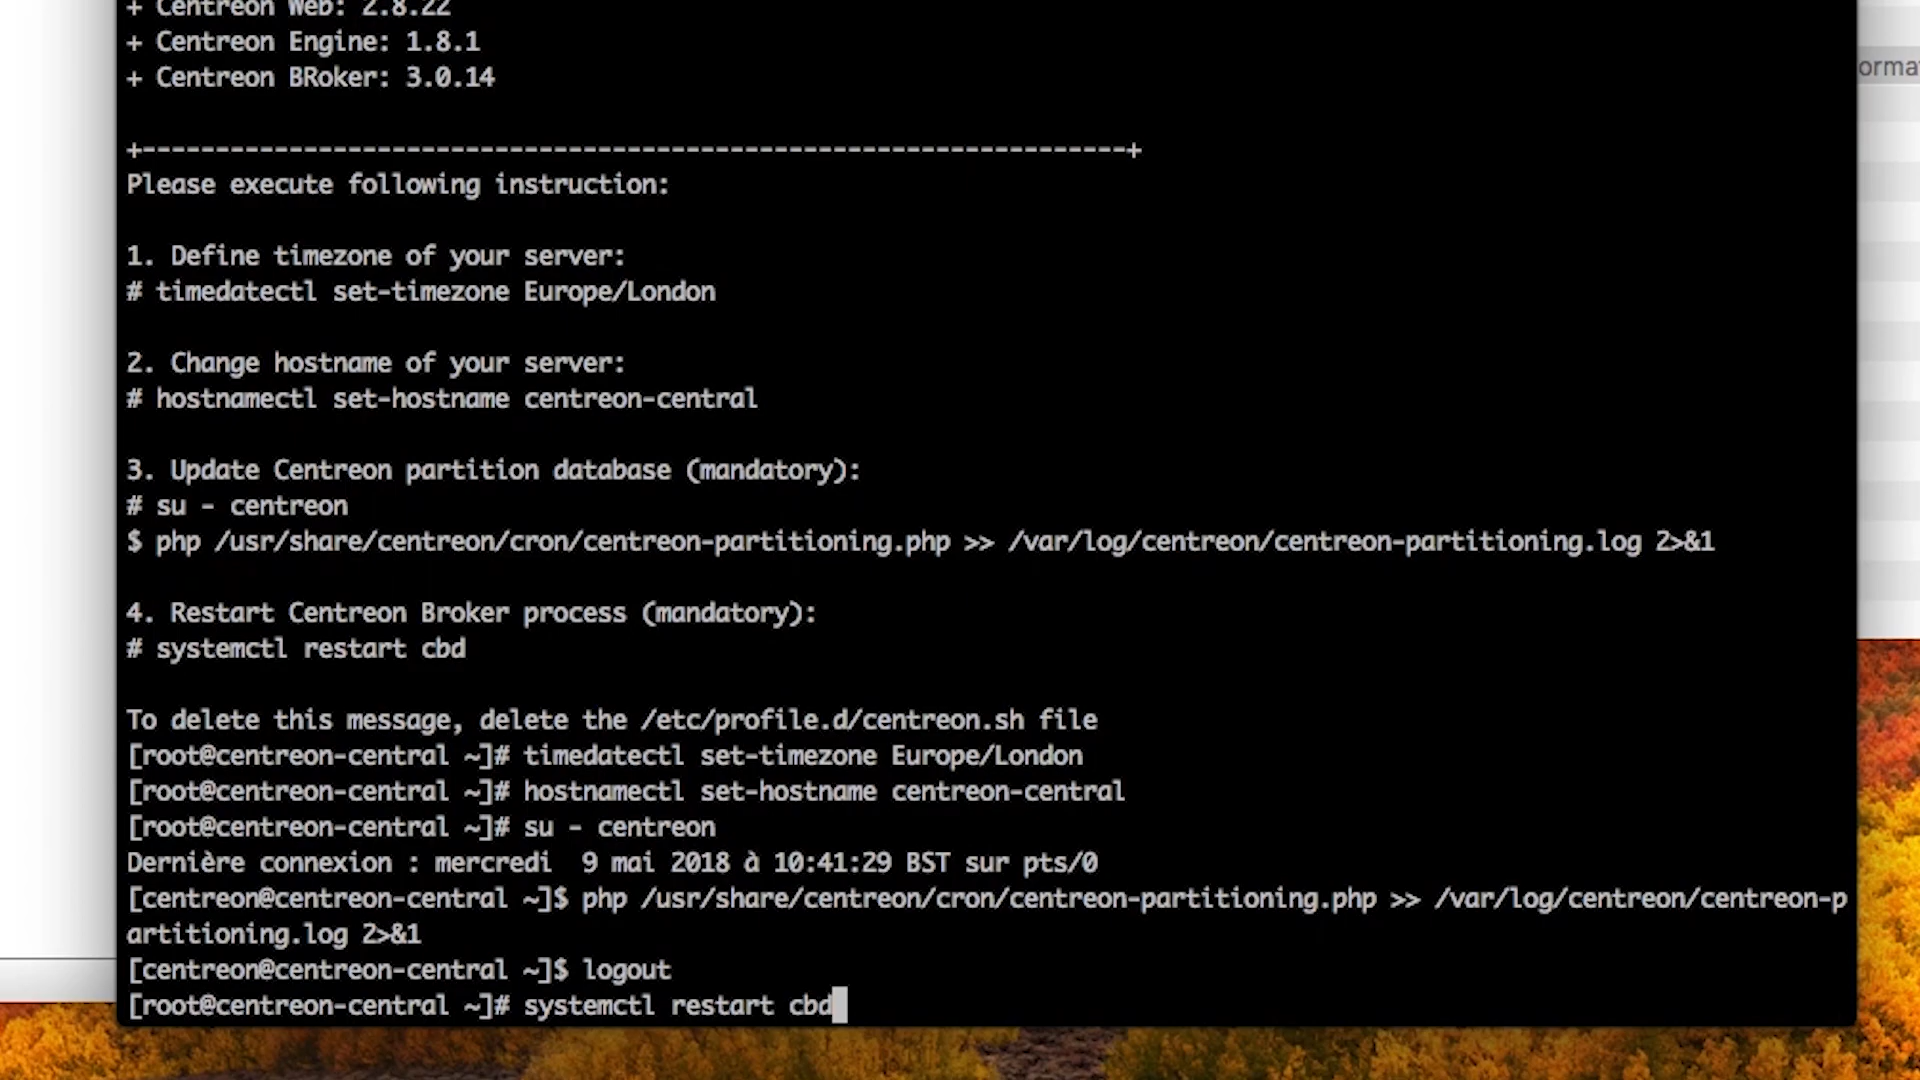 + Centreon Web: 2.8.22
+ Centreon Engine: 1.8.1
+ Centreon BRoker: 3.0.14
+-------------------------------------------------------------------+
Please execute following instruction:
1. Define timezone of your server:
# timedatectl set-timezone Europe/London
2. Change hostname of your server:
# hostnamectl set-hostname centreon-central
3. Update Centreon partition database (mandatory):
# su - centreon
$ php /usr/share/centreon/cron/centreon-partitioning.php >> /var/log/centreon/centreon-partitioning.log 2>&1
4. Restart Centreon Broker process (mandatory):
# systemctl restart cbd
To delete this message, delete the /etc/profile.d/centreon.sh file
[root@centreon-central ~]# timedatectl set-timezone Europe/London
[root@centreon-central ~]# hostnamectl set-hostname centreon-central
[root@centreon-central ~]# su - centreon
Dernière connexion : mercredi  9 mai 2018 à 10:41:29 BST sur pts/0
[centreon@centreon-central ~]$ php /usr/share/centreon/cron/centreon-partitioning.php >> /var/log/centreon/centreon-p
artitioning.log 2>&1
[centreon@centreon-central ~]$ logout
[root@centreon-central ~]# systemctl restart cbd